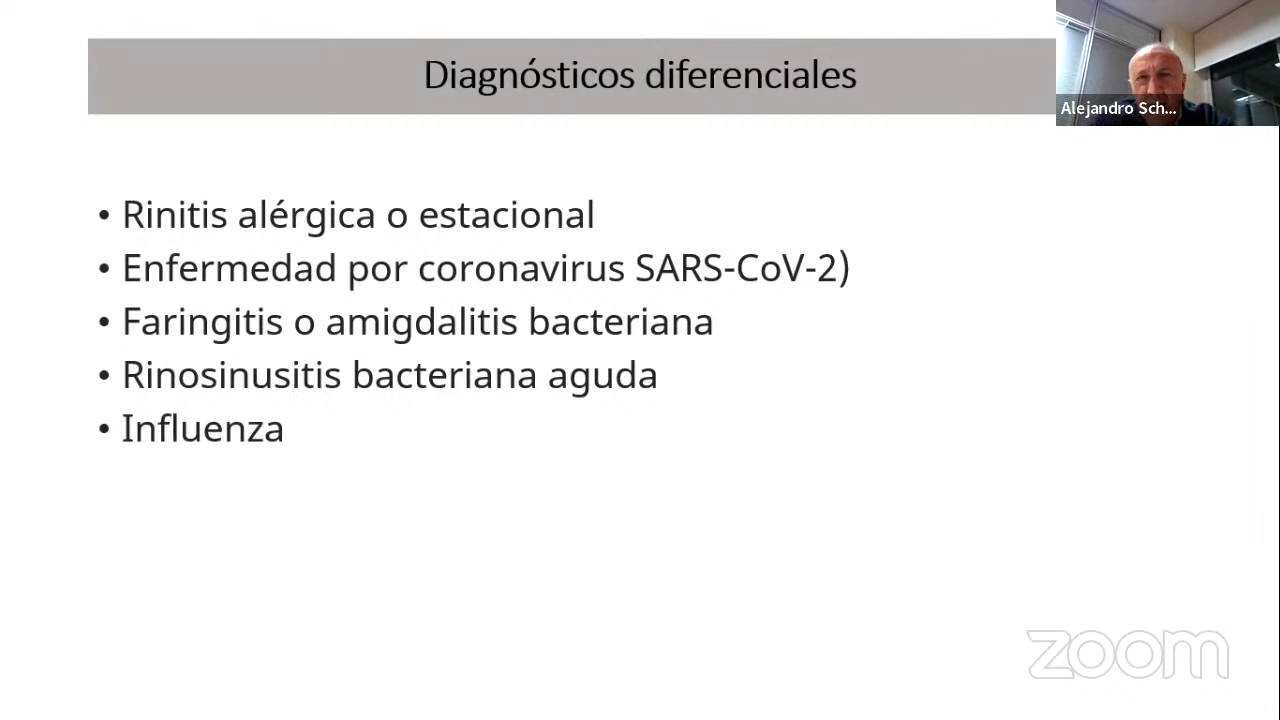 Diagnósticos diferenciales
Alejandro Sch...
• Rinitis alérgica o estacional
• Enfermedad por coronavirus SARS-CoV-2)
• Faringitis o amigdalitis bacteriana
• Rinosinusitis bacteriana aguda
• Influenza
zoom